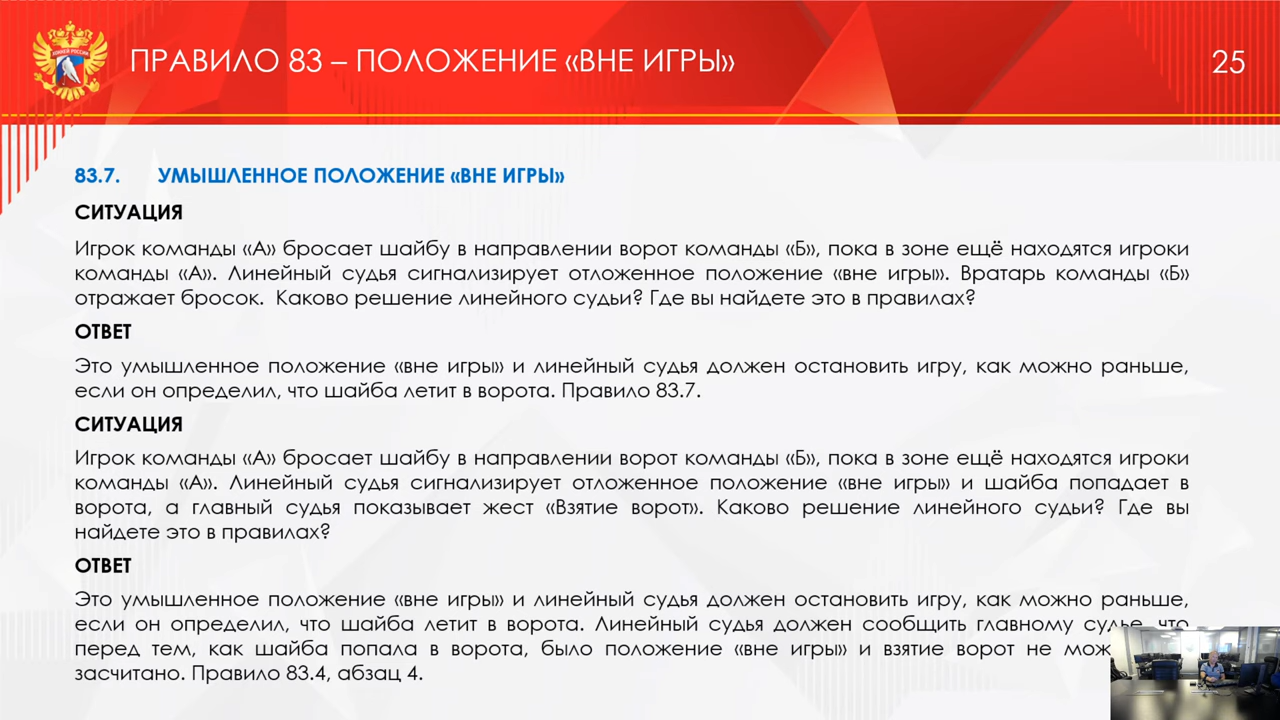 ПРАВИЛО 83 – ПОЛОЖЕНИЕ «ВНЕ ИГРЫ»
25
83.7. УМЫШЛЕННОЕ ПОЛОЖЕНИЕ «ВНЕ ИГРЫ»
СИТУАЦИЯ
Игрок команды «А» бросает шайбу в направлении ворот команды «Б», пока в зоне ещё находятся игроки
команды «А». Линейный судья сигнализирует отложенное положение «вне игры». Вратарь команды «Б»
отражает бросок. Каково решение линейного судьи? Где вы найдете это в правилах?
ОТВЕТ
Это умышленное положение «вне игры» и линейный судья должен остановить игру, как можно раньше,
если он определил, что шайба летит в ворота. Правило 83.7.
СИТУАЦИЯ
Игрок команды «А» бросает шайбу в направлении ворот команды «Б», пока в зоне ещё находятся игроки
команды «А». Линейный судья сигнализирует отложенное положение «вне игры» и шайба попадает в
ворота, а главный судья показывает жест «Взятие ворот». Каково решение линейного судьи? Где вы
найдете это в правилах?
ОТВЕТ
Это умышленное положение «вне игры» и линейный судья должен остановить игру, как можно раньше,
если он определил, что шайба летит в ворота. Линейный судья должен сообщить главному судье, что
перед тем, как шайба попала в ворота, было положение «вне игры» и взятие ворот не мож
засчитано. Правило 83.4, абзац 4.